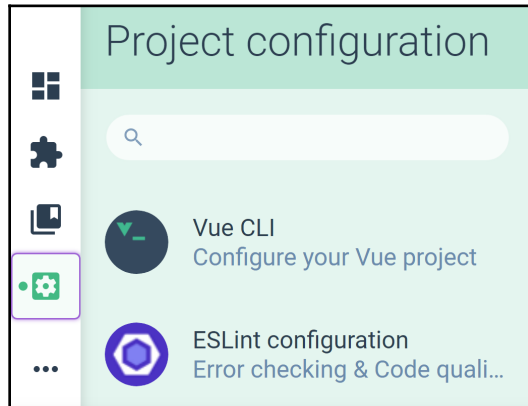 Project configuration
Vue CLI
Configure your Vue project
ESLint configuration
Error checking & Code quali...